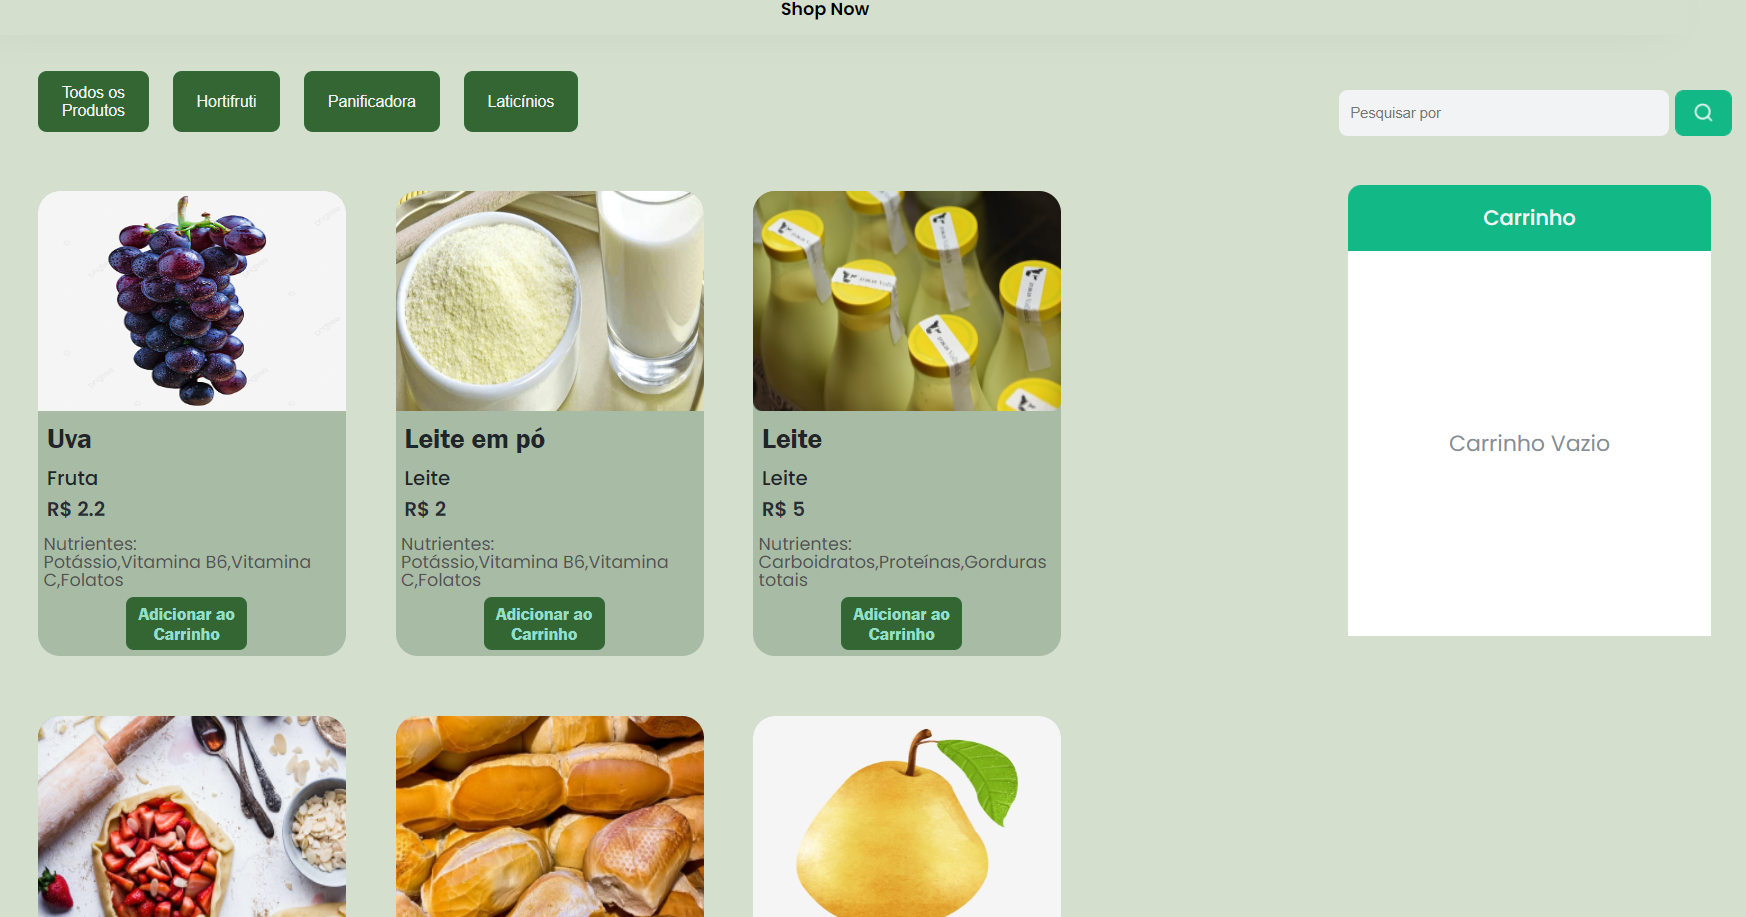 Shop Now
Todos os
Produtos
Hortifruti
Panificadora
Laticínios
Pesquisar por
Carrinho
Carrinho Vazio
Uva
Fruta
R$ 2.2
Nutrientes:
Potássio,Vitamina B6,Vitamina
C,Folatos
Adicionar ao
Carrinho
Leite em pó
Leite
R$ 2
Nutrientes:
Potássio,Vitamina B6,Vitamina
C,Folatos
Adicionar ao
Carrinho
Leite
Leite
R$ 5
Nutrientes:
Carboidratos,Proteínas,Gorduras
totais
Adicionar ao
Carrinho